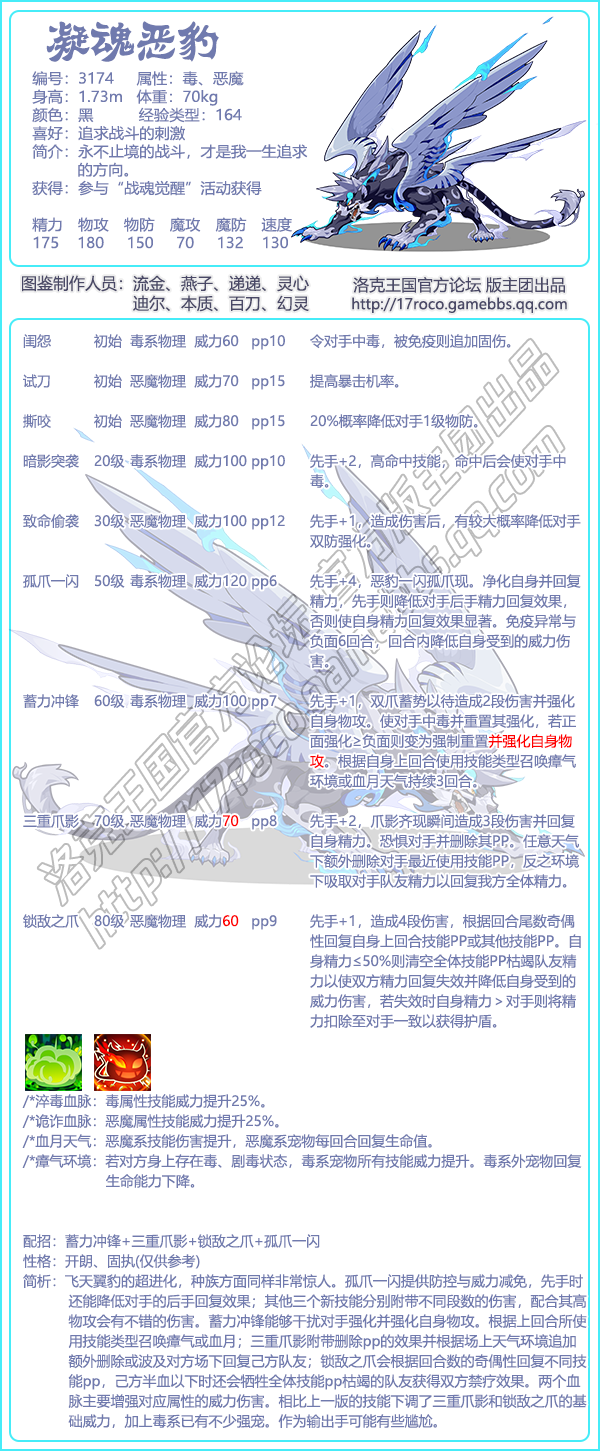 凝魂恶豹
编号：3174 属性：毒、恶魔
身高：1.73m 体重：70kg
颜色：黑 经验类型：164
喜好：追求战斗的刺激
简介：永不止境的战斗，才是我一生追求
的方向。
获得：参与“战魂觉醒”活动获得
精力 物攻 物防 魔攻 魔防 速度
175 180 150 70 132 130
图鉴制作人员：流金、燕子、递递、灵心
迪尔、本质、百刀、幻灵
洛克王国官方论坛 版主团出品
http://17roco.gamebbs.qq.com
闺怨 初始 毒系物理 威力60 pp10 令对手中毒，被免疫则追加固伤。
试刀 初始 恶魔物理 威力70 pp15 提高暴击机率。
撕咬 初始 恶魔物理 威力80 pp15 20%概率降低对手1级物防。
暗影突袭 20级 毒系物理 威力100 pp10 先手+2，高命中技能，命中后会使对手中
毒。
致命偷袭 30级 恶魔物理 威力100 pp12 先手+1，造成伤害后，有较大概率降低对手
双防强化。
孤爪一闪 50级 毒系物理 威力120 pp6 先手+4，恶豹一闪孤爪现。净化自身并回复
精力，先手则降低对手后手精力回复效果，
否则使自身精力回复效果显著。免疫异常与
负面6回合，回合内降低自身受到的威力伤
害。
蓄力冲锋 60级 毒系物理 威力100 pp7 先手+1，双爪蓄势以待造成2段伤害并强化
自身物攻。使对手中毒并重置其强化，若正
面强化≥负面则变为强制重置并强化自身物
攻。根据自身上回合使用技能类型召唤瘴气
环境或血月天气持续3回合。
三重爪影 70级 恶魔物理 威力70 pp8 先手+2，爪影齐现瞬间造成3段伤害并回复
自身精力。恐惧对手并删除其PP。任意天气
下额外删除对手最近使用技能PP，反之环境
下吸取对手队友精力以回复我方全体精力。
锁敌之爪 80级 恶魔物理 威力60 pp9 先手+1，造成4段伤害，根据回合尾数奇偶
性回复自身上回合技能PP或其他技能PP。自
身精力≤50%则清空全体技能PP枯竭队友精力
以使双方精力回复失效并降低自身受到的
威力伤害，若失效时自身精力＞对手则将精
力扣除至对手一致以获得护盾。
/*淬毒血脉：毒属性技能威力提升25%。
/*诡诈血脉：恶魔属性技能威力提升25%。
/*血月天气：恶魔系技能伤害提升，恶魔系宠物每回合回复生命值。
/*瘴气环境：若对方身上存在毒、剧毒状态，毒系宠物所有技能威力提升。毒系外宠物回复
生命能力下降。
配招：蓄力冲锋+三重爪影+锁敌之爪+孤爪一闪
性格：开朗、固执(仅供参考)
简析：飞天翼豹的超进化，种族方面同样非常惊人。孤爪一闪提供防控与威力减免，先手时
还能降低对手的后手回复效果；其他三个新技能分别附带不同段数的伤害，配合其高
物攻会有不错的伤害。蓄力冲锋能够干扰对手强化并强化自身物攻。根据上回合所使
用技能类型召唤瘴气或血月；三重爪影附带删除pp的效果并根据场上天气环境追加
额外删除或波及对方场下回复己方队友；锁敌之爪会根据回合数的奇偶性回复不同技
能pp，己方半血以下时还会牺牲全体技能pp枯竭的队友获得双方禁疗效果。两个血
脉主要增强对应属性的威力伤害。相比上一版的技能下调了三重爪影和锁敌之爪的基
础威力，加上毒系已有不少强宠。作为输出手可能有些尴尬。
洛克王国官方论坛 官方版主团出品
http://17roco.gamebbs.qq.com